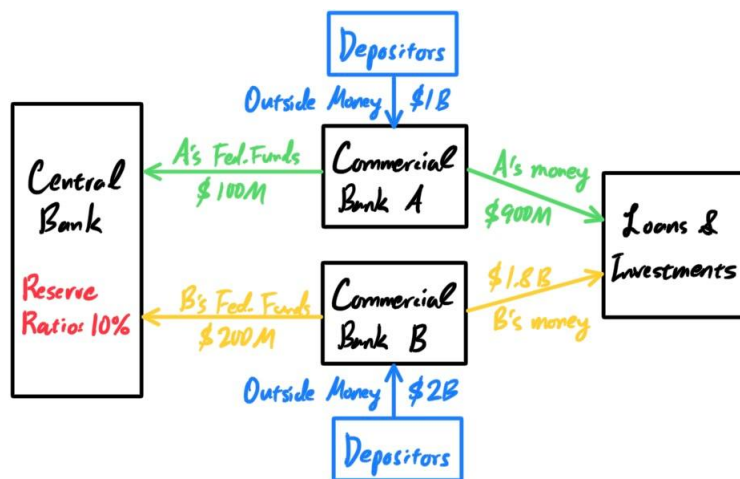 Depositors
Outside Money $1B
Central
Bank
Reserve
Ratio: 10%
A's Fed. Funds
$100M
Commercial
Bank A
A's money
$900M
Loans &
Investments
B's Fed. Funds
$200M
Commercial
Bank B
$1.8B
B's money
Outside Money $2B
Depositors